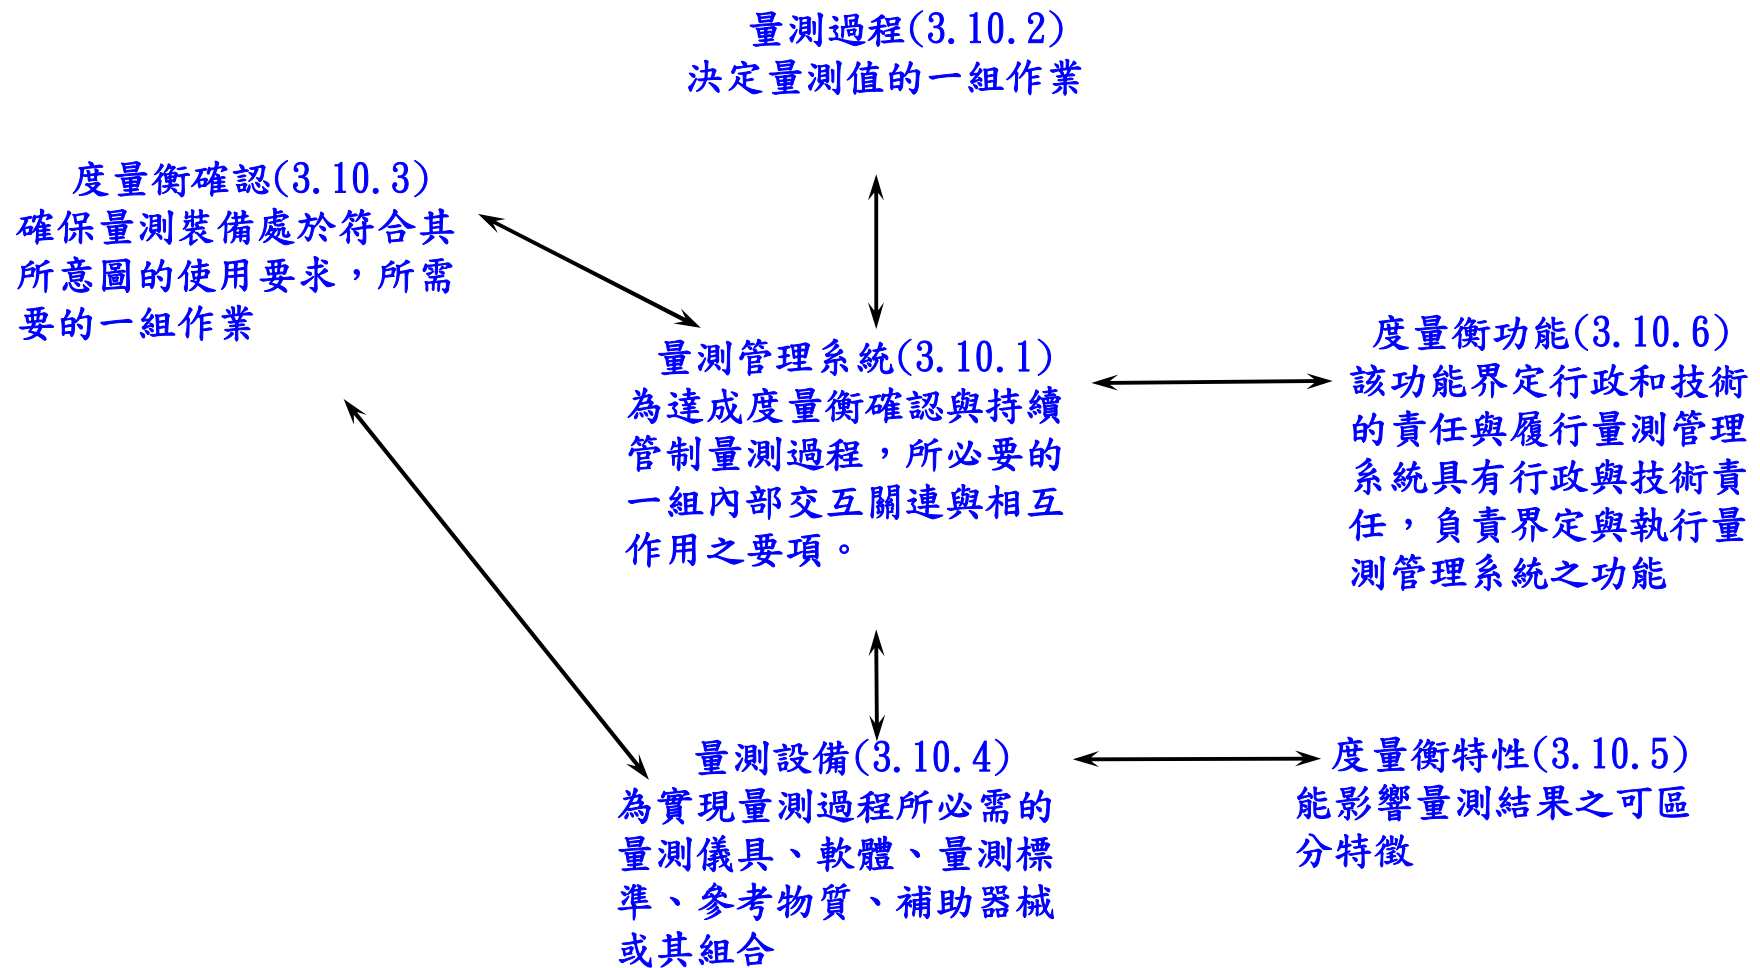 量測過程(3.10.2)
決定量測值的一組作業
度量衡確認(3.10.3)
確保量測裝備處於符合其
所意圖的使用要求，所需
要的一組作業
量測管理系統(3.10.1)
為達成度量衡確認與持續
管制量測過程，所必要的
一組內部交互關連與相互
作用之要項。
度量衡功能(3.10.6)
該功能界定行政和技術
的責任與履行量測管理
系統具有行政與技術責
任，負責界定與執行量
測管理系統之功能
量測設備(3.10.4)
為實現量測過程所必需的
量測儀具、軟體、量測標
準、參考物質、補助器械
或其組合
度量衡特性(3.10.5)
能影響量測結果之可區
分特徵